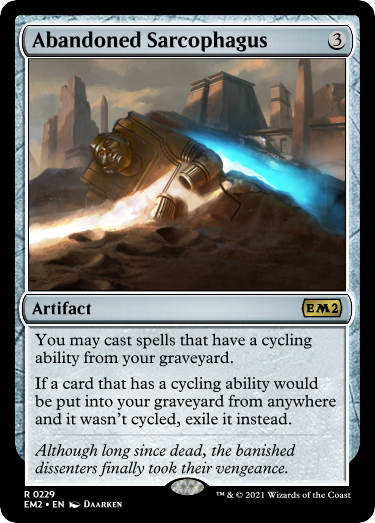 Abandoned Sarcophagus 3
Artifact EM2
You may cast spells that have a cycling
ability from your graveyard.
If a card that has a cycling ability would
be put into your graveyard from anywhere
and it wasn't cycled, exile it instead.
Although long since dead, the banished
dissenters finally took their vengeance.
R 0229
EM2 • EN DAARKEN
™ & © 2021 Wizards of the Coast